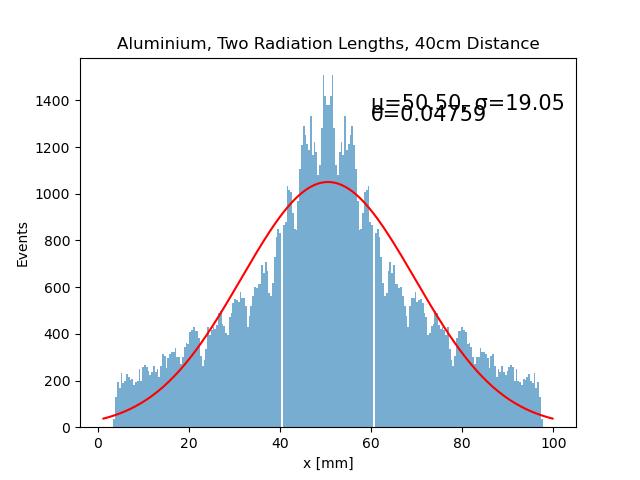 Aluminium, Two Radiation Lengths, 40cm Distance
μ=50.50, σ=19.05
θ=0.04759
Events
1400
1200
1000
800
600
400
200
0
0 20 40 60 80 100
x [mm]